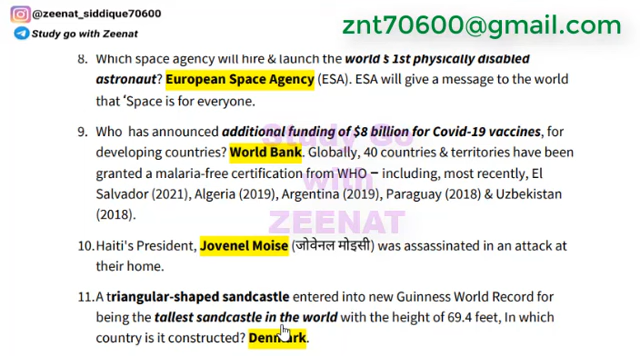 @zeenat_siddique70600
Study go with Zeenat
znt70600@gmail.com
8. Which space agency will hire & launch the world's 1st physically disabled
astronaut? European Space Agency (ESA). ESA will give a message to the world
that ‘Space is for everyone.
9. Who has announced additional funding of $8 billion for Covid-19 vaccines, for
developing countries? World Bank. Globally, 40 countries & territories have been
granted a malaria-free certification from WHO – including, most recently, El
Salvador (2021), Algeria (2019), Argentina (2019), Paraguay (2018) & Uzbekistan
(2018).
10. Haiti's President, Jovenel Moise (जोवेनल मोइसी) was assassinated in an attack at
their home.
11. A triangular-shaped sandcastle entered into new Guinness World Record for
being the tallest sandcastle in the world with the height of 69.4 feet, In which
country is it constructed? Denmark.
Study Go
with
ZEENAT